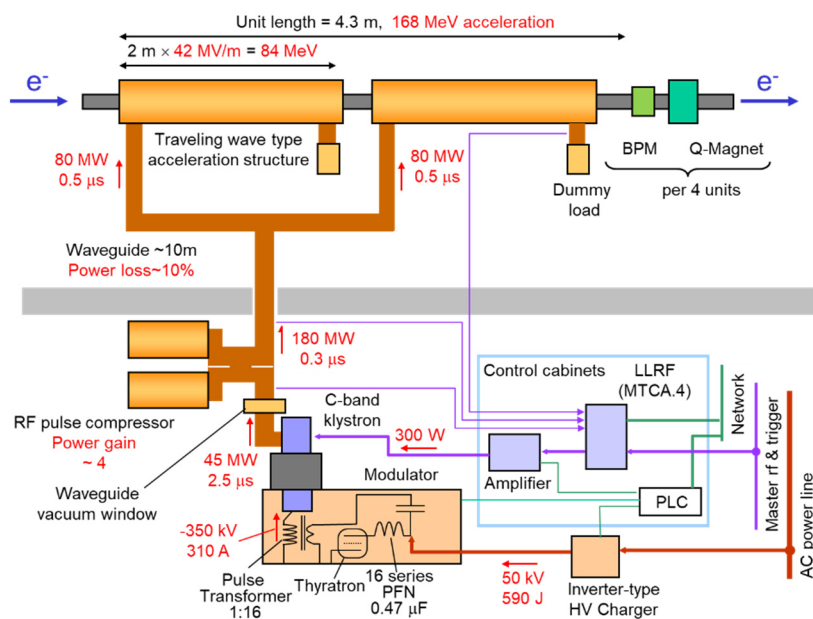 Unit length = 4.3 m, 168 MeV acceleration
2 m × 42 MV/m = 84 MeV
e-
e-
Traveling wave type
acceleration structure
80 MW
0.5 μs
80 MW
0.5 μs
Dummy
load
BPM
Q-Magnet
per 4 units
Waveguide ~10m
Power loss~10%
180 MW
0.3 μs
RF pulse compressor
Power gain
~ 4
Waveguide
vacuum window
45 MW
2.5 μs
C-band
klystron
300 W
Control cabinets
LLRF
(MTCA.4)
Amplifier
PLC
Network
Master rf & trigger
AC power line
Modulator
-350 kV
310 A
Pulse
Transformer
1:16
Thyratron
16 series
PFN
0.47 μF
50 kV
590 J
Inverter-type
HV Charger